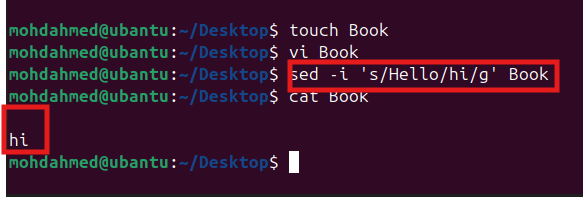 mohdahmed@ubantu:~/Desktop$ touch Book
mohdahmed@ubantu:~/Desktop$ vi Book
mohdahmed@ubantu:~/Desktop$ sed -i 's/Hello/hi/g' Book
mohdahmed@ubantu:~/Desktop$ cat Book
hi
mohdahmed@ubantu:~/Desktop$